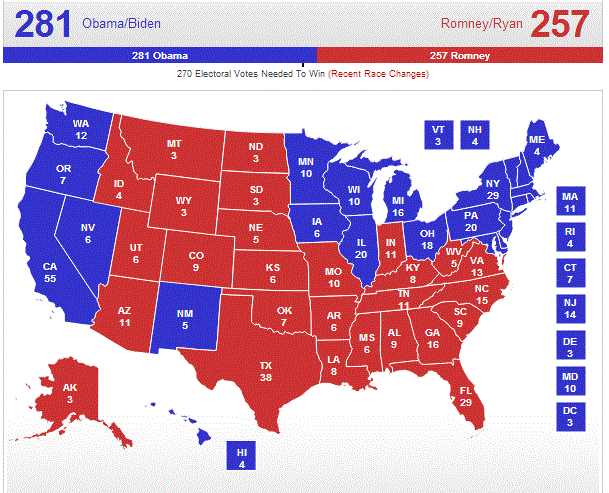 281 Obama/Biden Romney/Ryan 257
281 Obama 257 Romney
270 Electoral Votes Needed To Win (Recent Race Changes)
WA
12
OR
7
CA
55
NV
6
ID
4
MT
3
WY
3
UT
6
AZ
11
CO
9
NM
5
ND
3
SD
3
NE
5
KS
6
OK
7
TX
38
MN
10
IA
6
MO
10
AR
6
LA
8
WI
10
IL
20
MI
16
IN
11
OH
18
KY
8
TN
11
MS
6
AL
9
GA
16
FL
29
SC
9
NC
15
VA
13
WV
5
PA
20
NY
29
ME
4
VT
3
NH
4
MA
11
RI
4
CT
7
NJ
14
DE
3
MD
10
DC
3
AK
3
HI
4